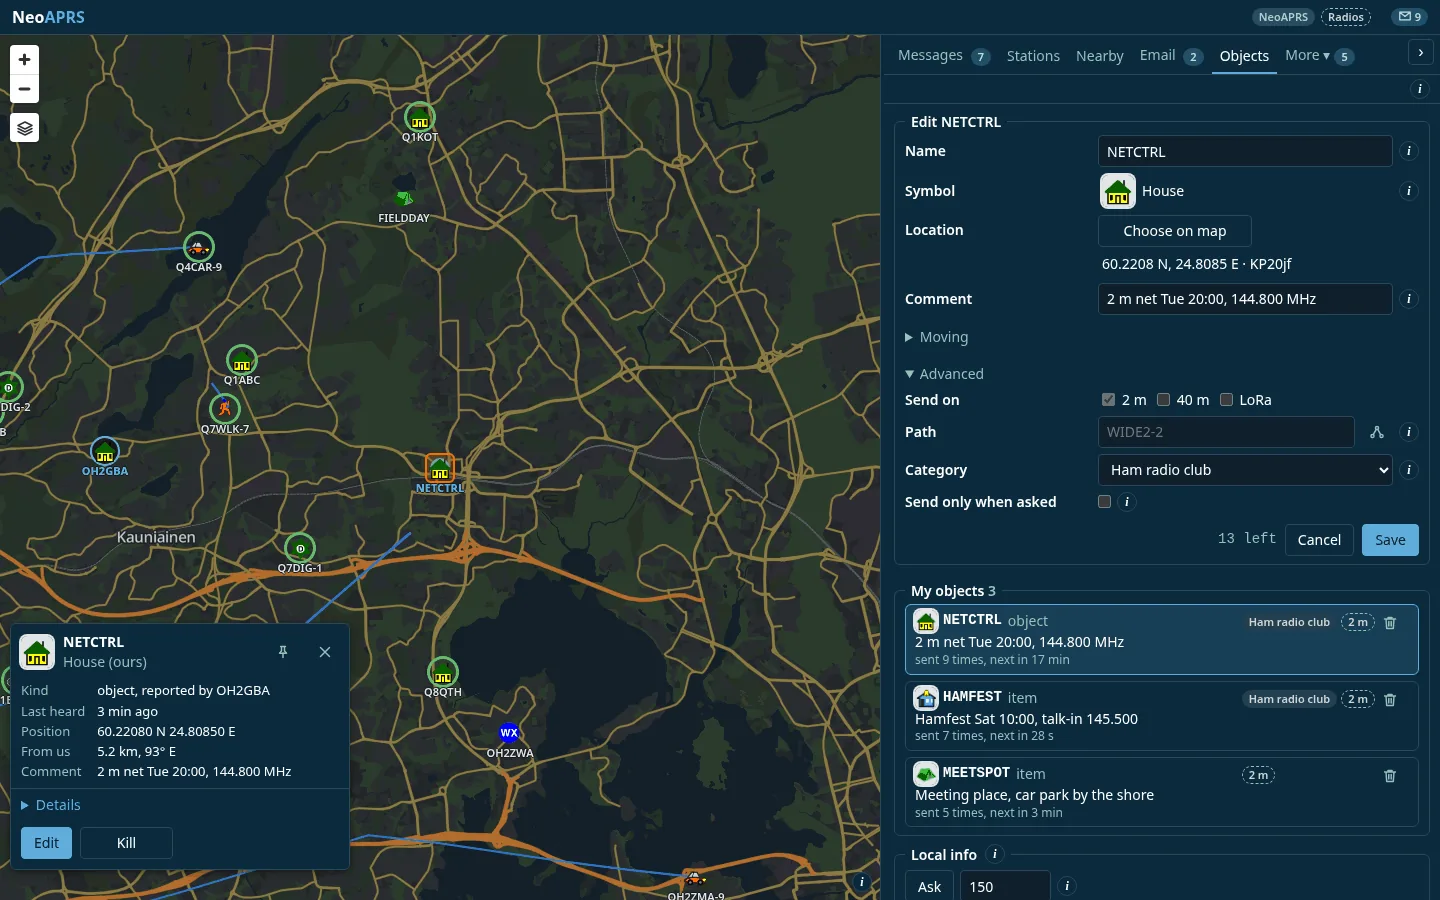 NeoAPRS
NeoAPRS Radios 9
Messages 7 Stations Nearby Email 2 Objects More ▾ 5 ›
i
+
−
Q1KOT
FIELDDAY
Q4CAR-9
Q1ABC
D
DIG-2
Q7WLK-7
B
OH2GBA
NETCTRL
Kauniainen
D
Q7DIG-1
Q8QTH
WX
OH2ZWA
OH2ZMA-9
i
NETCTRL
House (ours)
Kind object, reported by OH2GBA
Last heard 3 min ago
Position 60.22080 N 24.80850 E
From us 5.2 km, 93° E
Comment 2 m net Tue 20:00, 144.800 MHz
▶ Details
Edit Kill
Edit NETCTRL
Name NETCTRL i
Symbol House i
Location Choose on map
60.2208 N, 24.8085 E · KP20jf
Comment 2 m net Tue 20:00, 144.800 MHz i
▶ Moving
▼ Advanced
Send on 2 m 40 m LoRa
Path WIDE2-2 i
Category Ham radio club i
Send only when asked i
13 left Cancel Save
My objects 3
NETCTRL object Ham radio club 2 m
2 m net Tue 20:00, 144.800 MHz
sent 9 times, next in 17 min
HAMFEST item Ham radio club 2 m
Hamfest Sat 10:00, talk-in 145.500
sent 7 times, next in 28 s
MEETSPOT item 2 m
Meeting place, car park by the shore
sent 5 times, next in 3 min
Local info i
Ask 150 i